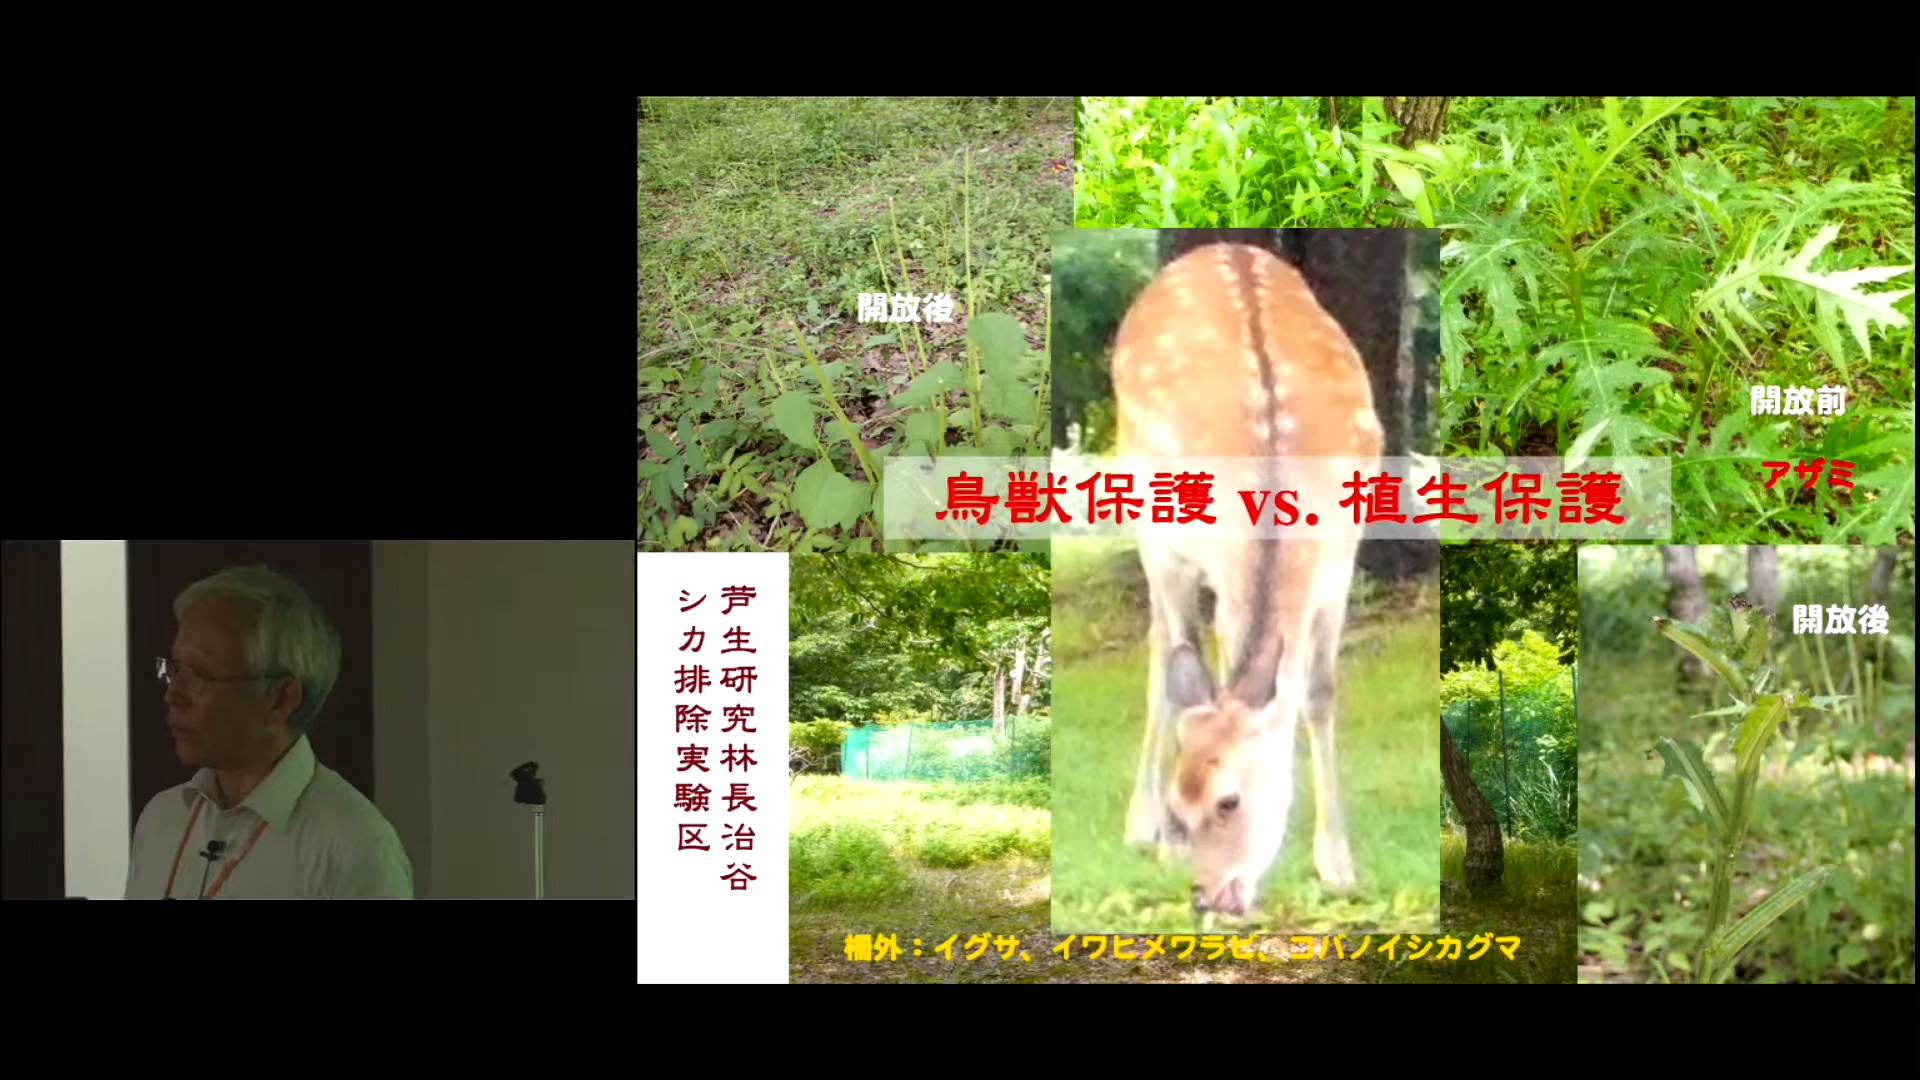 開放後
開放前
アザミ
鳥獣保護 vs. 植生保護
芦生研究林長治谷
シカ排除実験区
開放後
柵外：イグサ、イワヒメワラビ、コバノイシカグマ